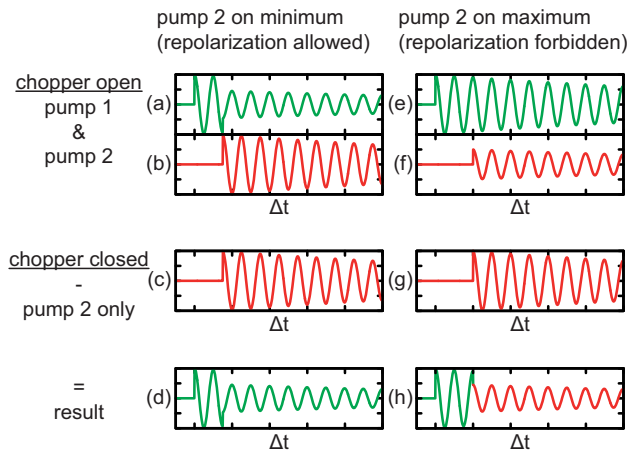 pump 2 on minimum
(repolarization allowed)
pump 2 on maximum
(repolarization forbidden)
chopper open
pump 1
&
pump 2
(a)
(e)
(b)
(f)
Δt
Δt
chopper closed
-
pump 2 only
(c)
(g)
Δt
Δt
=
result
(d)
(h)
Δt
Δt